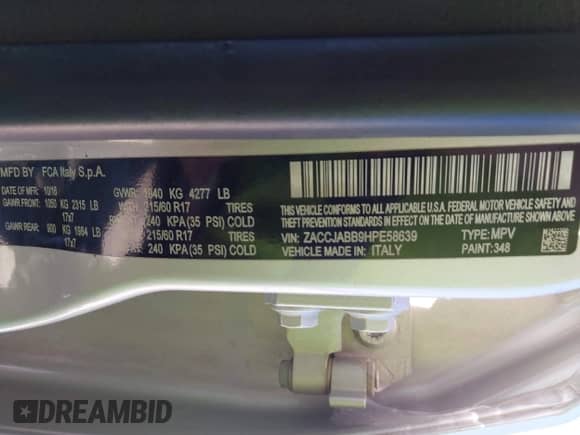 MFD BY FCA Italy S.p.A.
DATE OF MFR 10/16 GVWR: 1940 KG 4277 LB
GAWR FRONT: 1050 KG 2315 LB WITH 215/60 R17 TIRES
17x7 240 KPA (35 PSI) COLD
GAWR REAR: 900 KG 1984 LB 215/60 R17 TIRES
17x7 240 KPA (35 PSI) COLD
THIS VEHICLE CONFORMS TO ALL APPLICABLE U.S.A. FEDERAL MOTOR VEHICLE SAFETY AND
THEFT PREVENTION STANDARDS IN EFFECT ON THE DATE OF MANUFACTURE SHOWN ABOVE.
VIN: ZACCJABB9HPE58639 TYPE: MPV
VEHICLE MADE IN: ITALY PAINT: 348
DREAMBID